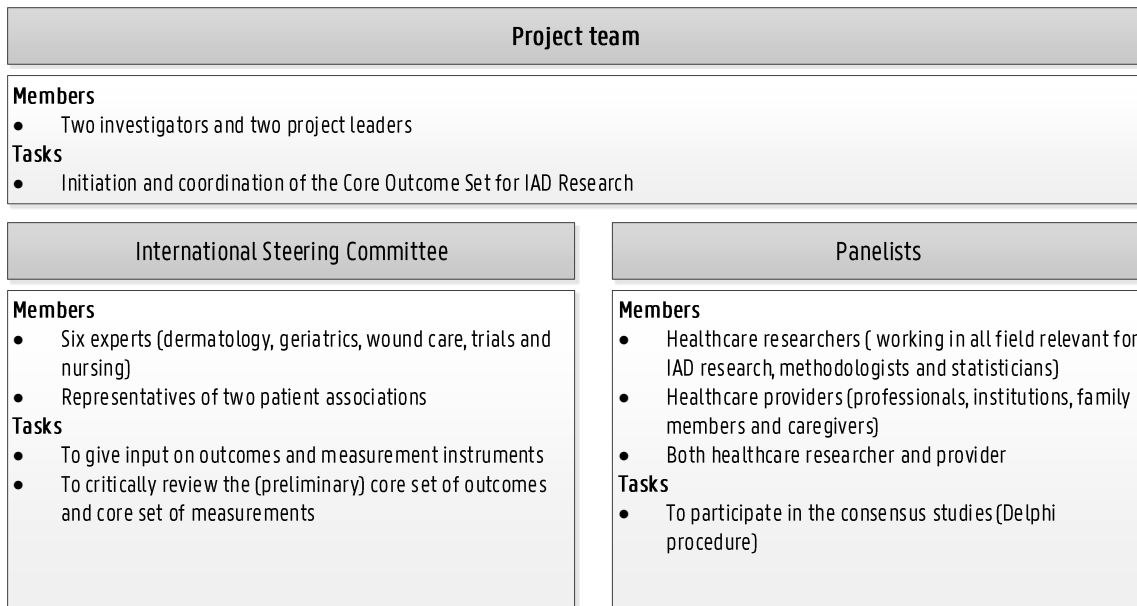 Project team
Members
● Two investigators and two project leaders
Tasks
● Initiation and coordination of the Core Outcome Set for IAD Research
International Steering Committee
Members
● Six experts (dermatology, geriatrics, wound care, trials and
nursing)
● Representatives of two patient associations
Tasks
● To give input on outcomes and measurement instruments
● To critically review the (preliminary) core set of outcomes
and core set of measurements
Panelists
Members
● Healthcare researchers ( working in all field relevant for
IAD research, methodologists and statisticians)
● Healthcare providers (professionals, institutions, family
members and caregivers)
● Both healthcare researcher and provider
Tasks
● To participate in the consensus studies (Delphi
procedure)